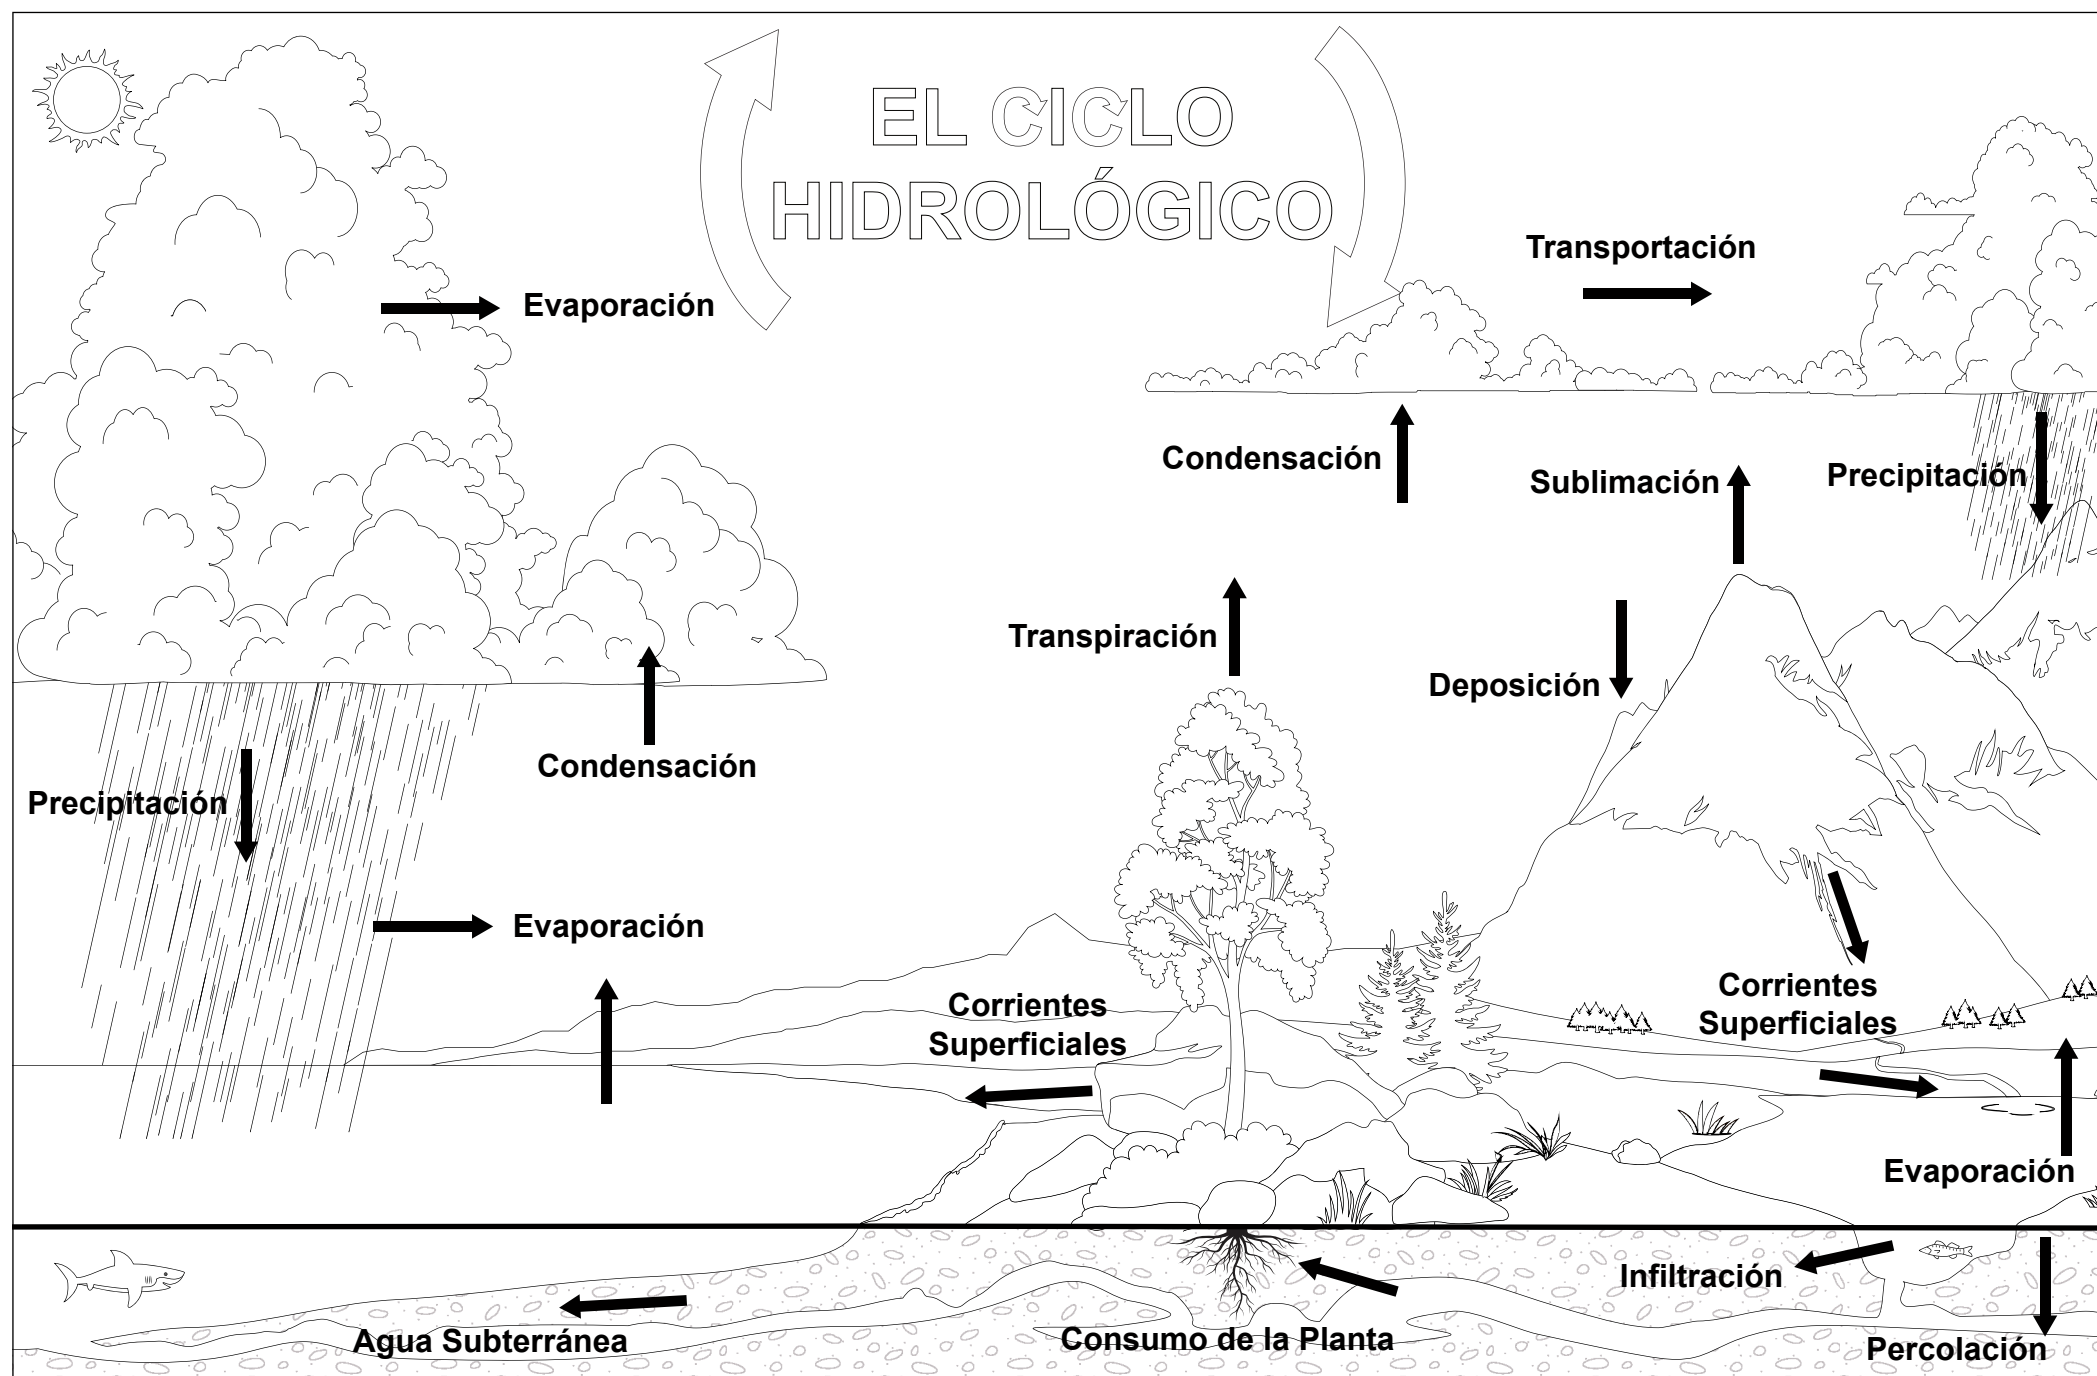 EL CICLO
HIDROLÓGICO
Transportación
Evaporación
Condensación
Sublimación
Precipitación
Transpiración
Deposición
Condensación
Precipitación
Evaporación
Corrientes
Superficiales
Corrientes
Superficiales
Evaporación
Infiltración
Agua Subterránea
Consumo de la Planta
Percolación